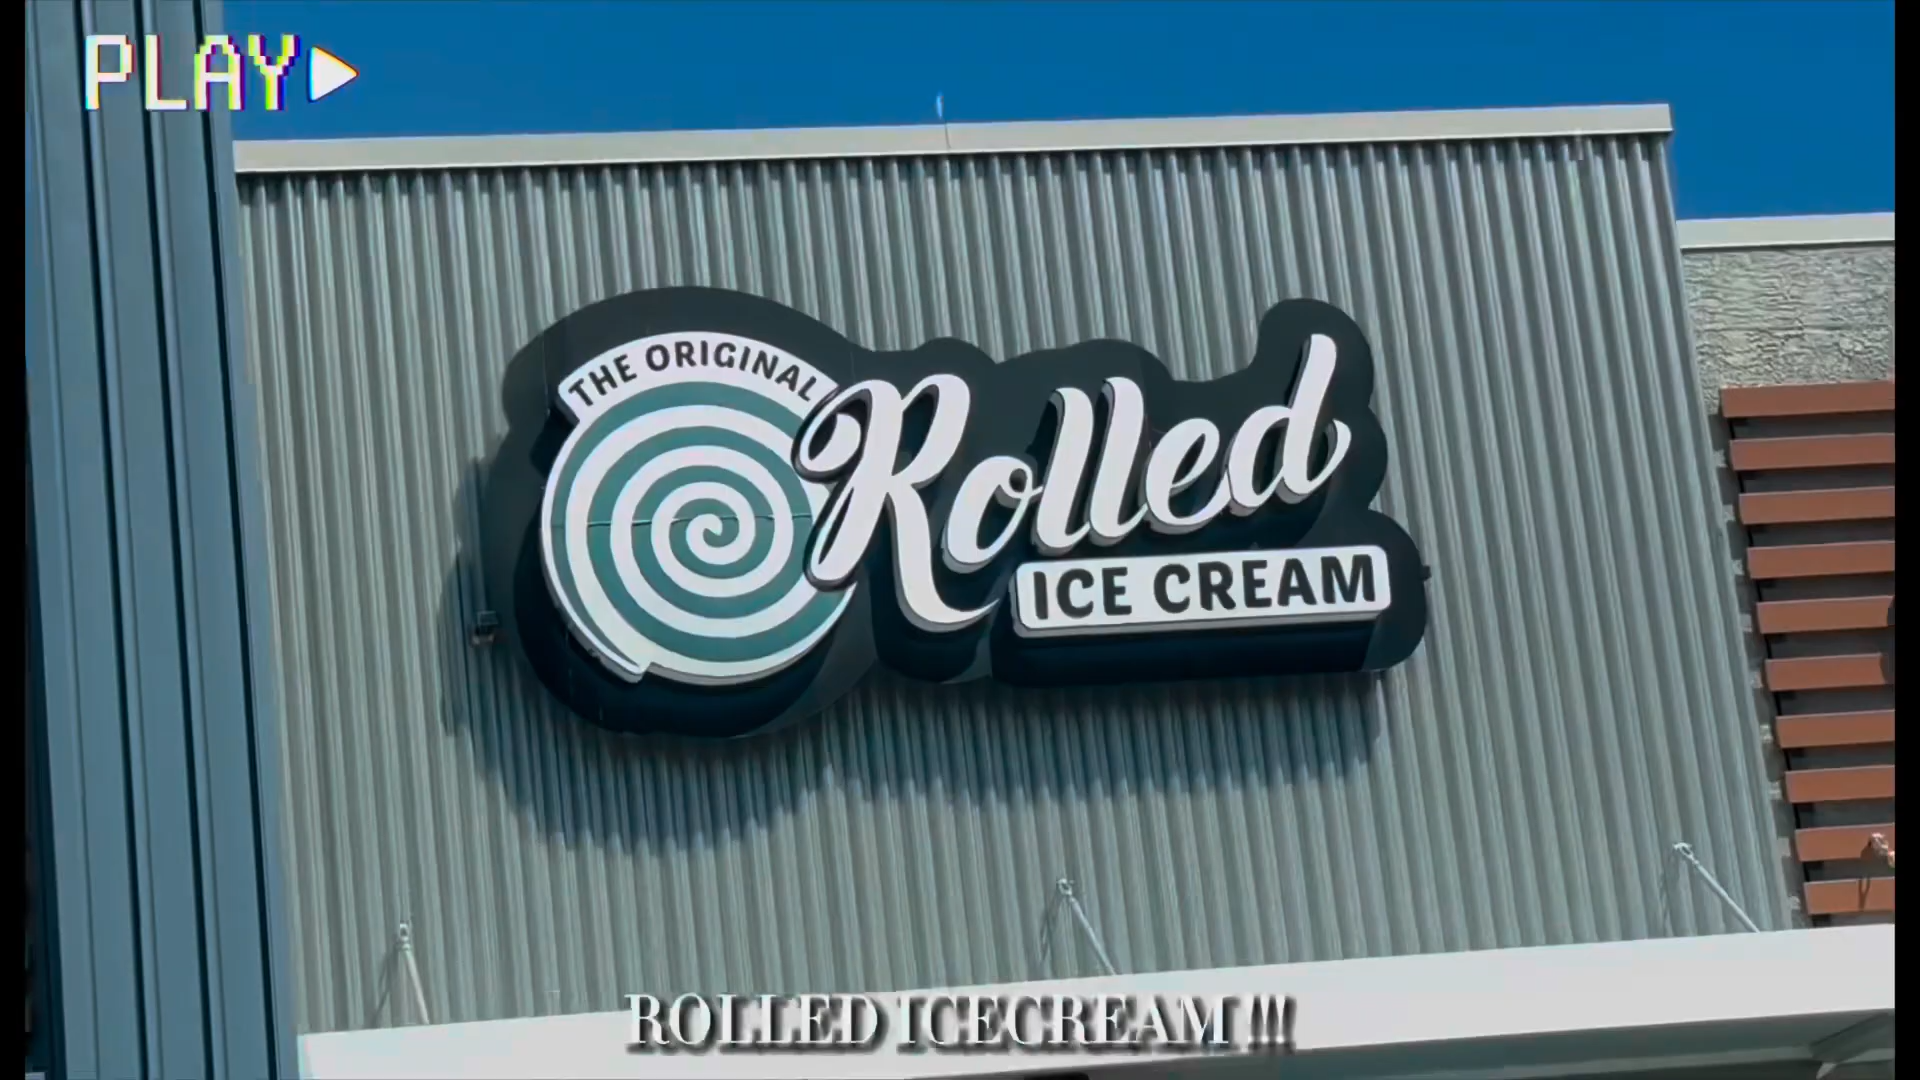 PLAY
THE ORIGINAL
Rolled
ICE CREAM
ROLLED ICECREAM !!!